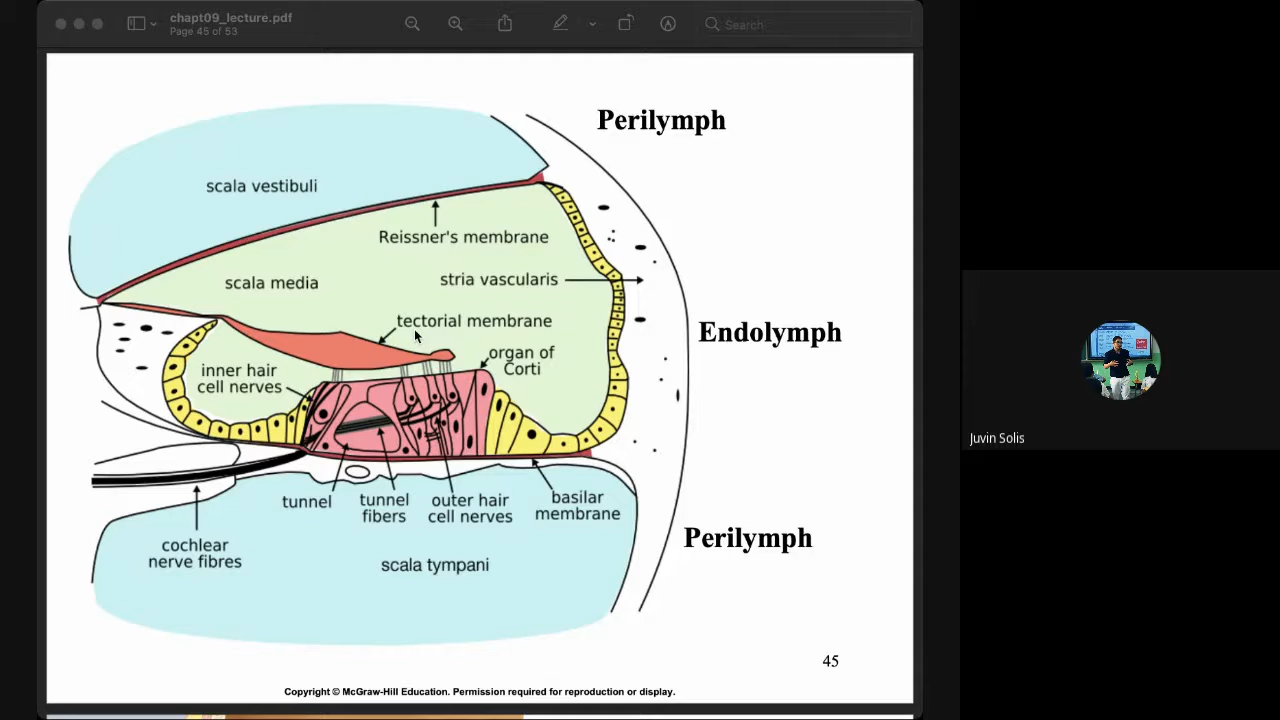 chapt09_lecture.pdf
Page 45 of 53
Search
Perilymph
scala vestibuli
Reissner's membrane
scala media
stria vascularis
tectorial membrane
Endolymph
organ of
Corti
inner hair
cell nerves
tunnel
tunnel
fibers
outer hair
cell nerves
basilar
membrane
cochlear
nerve fibres
Perilymph
scala tympani
45
Copyright © McGraw-Hill Education. Permission required for reproduction or display.
Juvin Solis